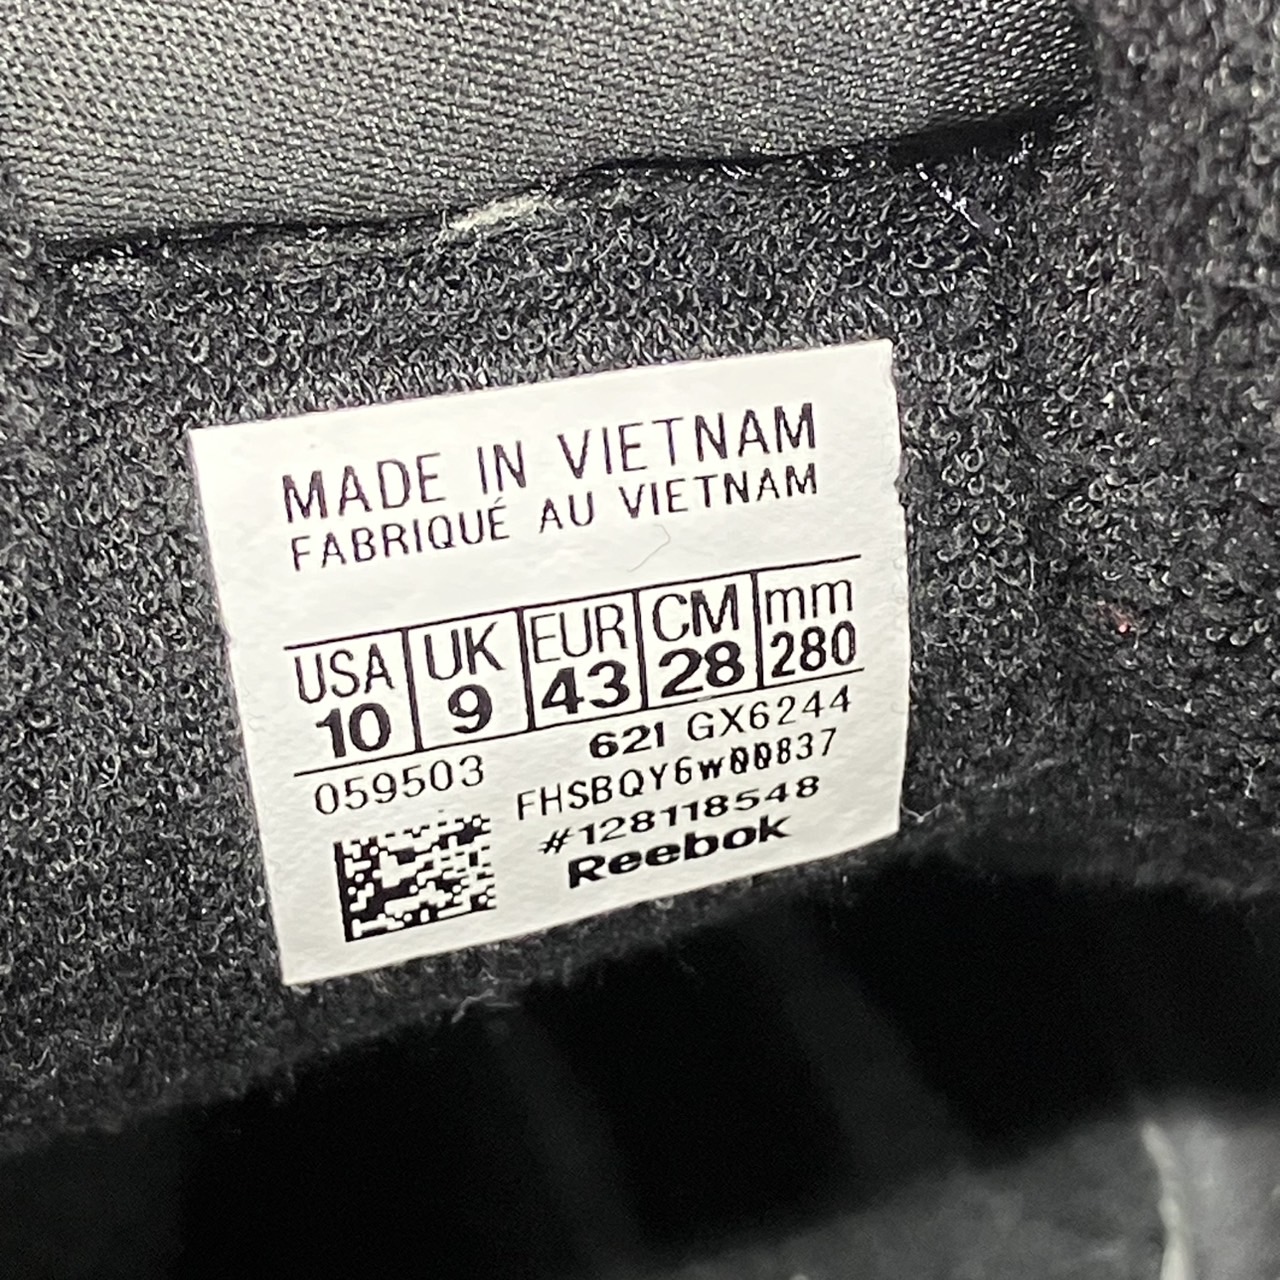 MADE IN VIETNAM
FABRIQUÉ AU VIETNAM
USA UK EUR CM mm
10 9 43 28 280
621 GX6244
059503 FHSBQY6w00837
#128118548
Reebok